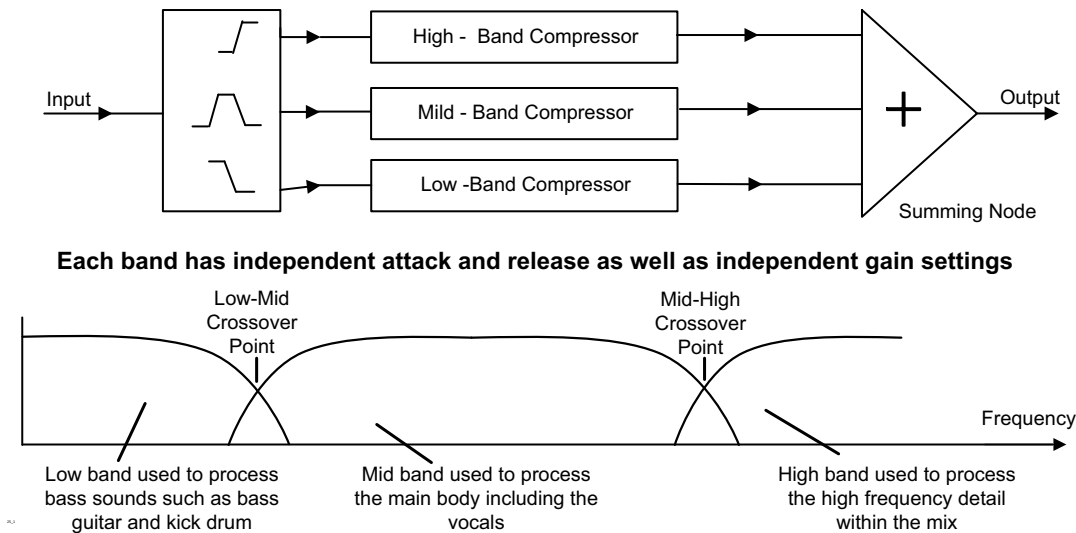 High - Band Compressor
Input
Mild - Band Compressor
Output
+
Low -Band Compressor
Summing Node
Each band has independent attack and release as well as independent gain settings
Low-Mid
Crossover
Point
Mid-High
Crossover
Point
Frequency
Low band used to process
bass sounds such as bass
guitar and kick drum
Mid band used to process
the main body including the
vocals
High band used to process
the high frequency detail
within the mix